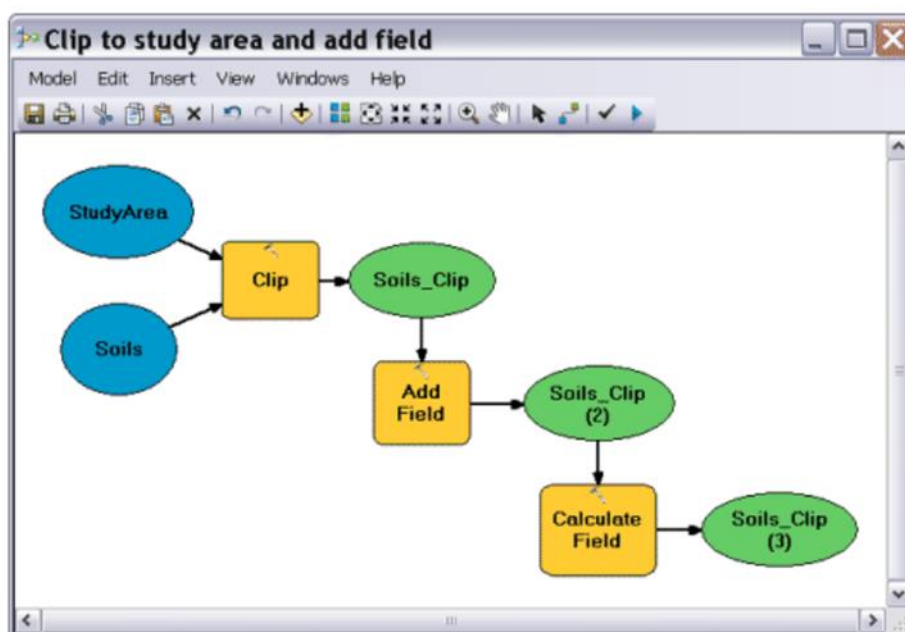 Clip to study area and add field
Model Edit Insert View Windows Help
StudyArea
Clip
Soils_Clip
Soils
Add
Field
Soils_Clip
(2)
Calculate
Field
Soils_Clip
(3)